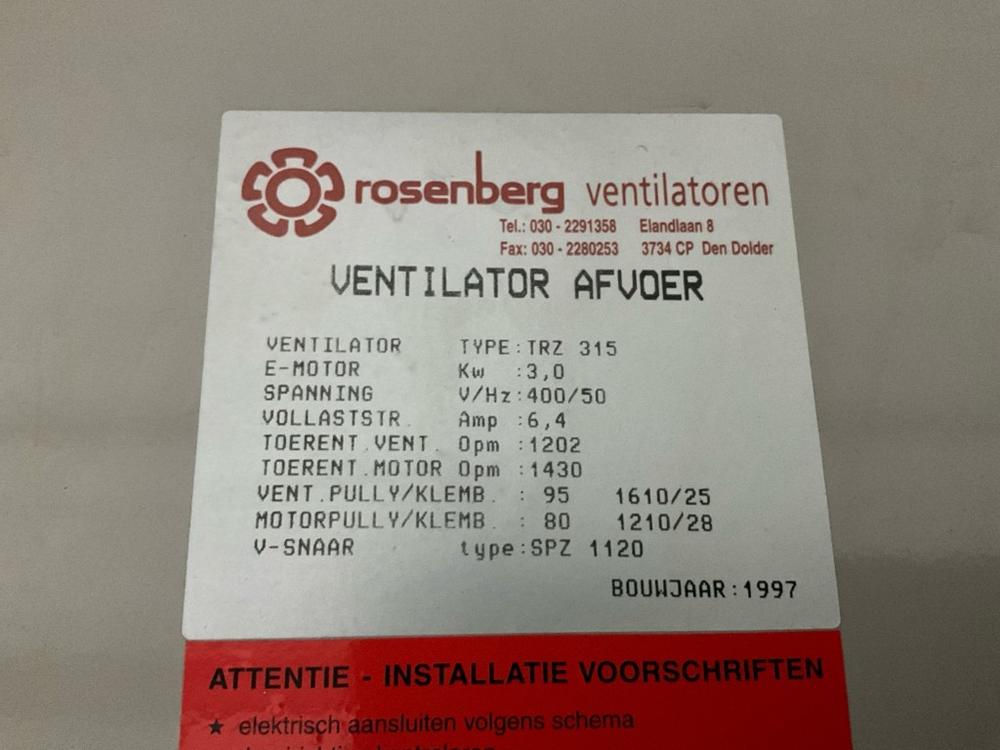 rosenberg ventilatoren
Tel.: 030 - 2291358 Elandlaan 8
Fax: 030 - 2280253 3734 CP Den Dolder
VENTILATOR AFVOER
VENTILATOR TYPE:TRZ 315
E-MOTOR Kw :3,0
SPANNING V/Hz:400/50
VOLLASTSTR. Amp :6,4
TOERENT.VENT. Opm :1202
TOERENT.MOTOR Opm :1430
VENT.PULLY/KLEMB. : 95 1610/25
MOTORPULLY/KLEMB. : 80 1210/28
V-SNAAR type:SPZ 1120
BOUWJAAR:1997
ATTENTIE - INSTALLATIE VOORSCHRIFTEN
★ elektrisch aansluiten volgens schema